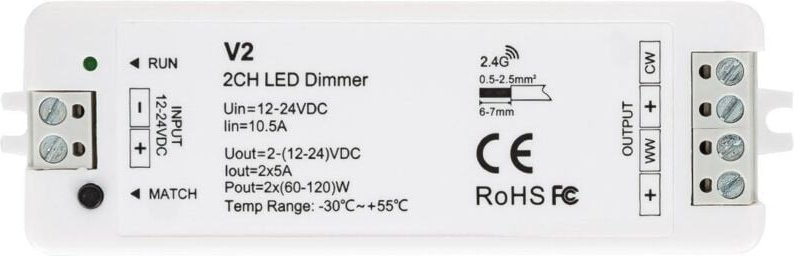 ◄ RUN
− +
INPUT
12-24VDC
◄ MATCH
V2
2CH LED Dimmer
Uin=12-24VDC
Iin=10.5A
Uout=2-(12-24)VDC
Iout=2x5A
Pout=2x(60-120)W
Temp Range: -30℃~+55℃
2.4G
0.5-2.5mm²
6-7mm
CE
RoHS FC
OUTPUT
CW
+
WW
+